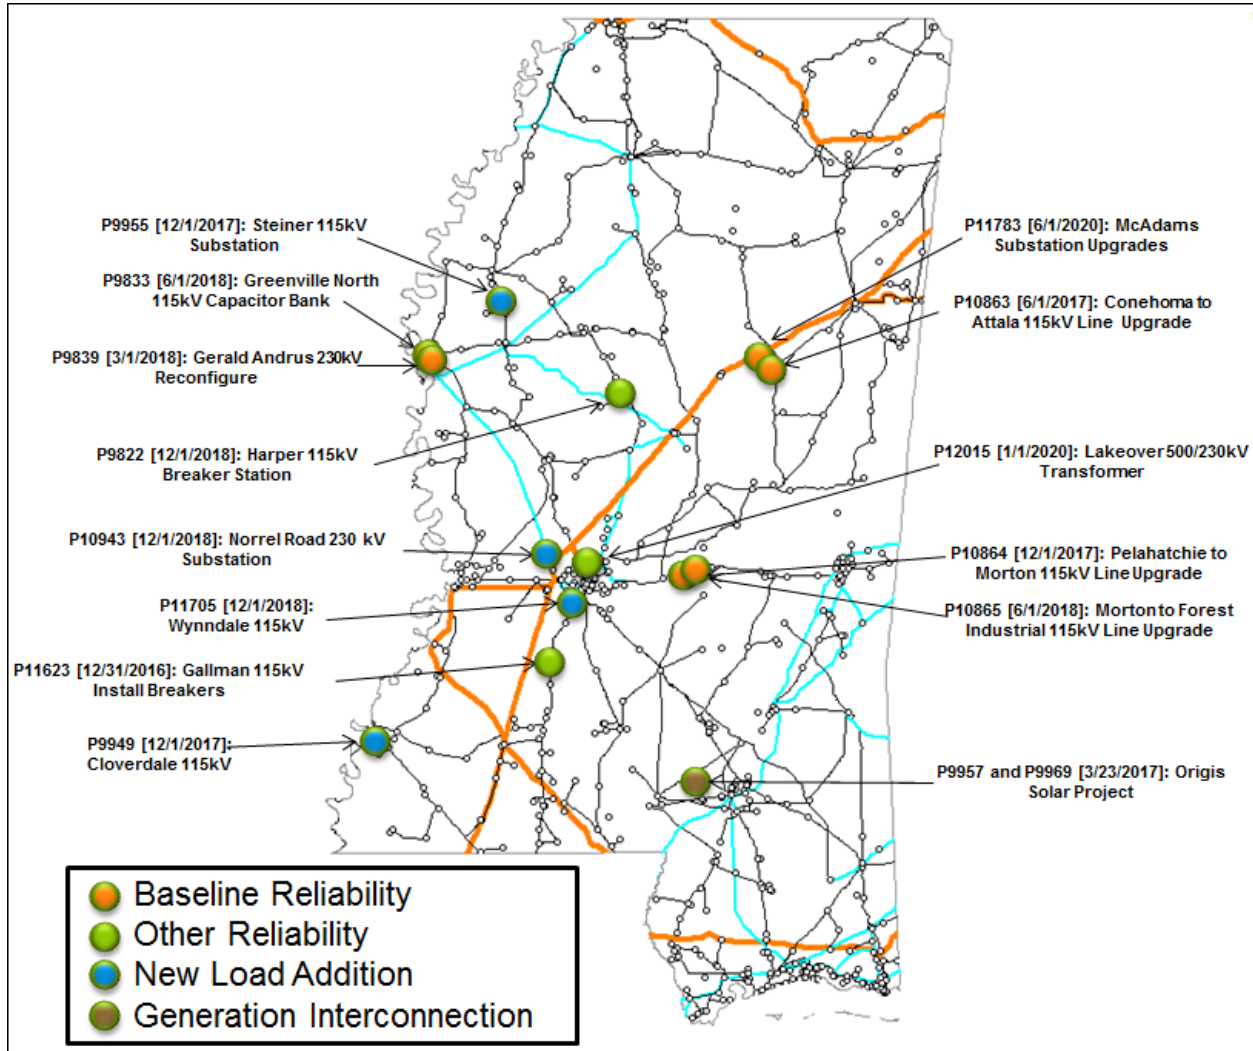 P9955 [12/1/2017]: Steiner 115kV
Substation
P9833 [6/1/2018]: Greenville North
115kV Capacitor Bank
P9839 [3/1/2018]: Gerald Andrus 230kV
Reconfigure
P9822 [12/1/2018]: Harper 115kV
Breaker Station
P10943 [12/1/2018]: Norrel Road 230 kV
Substation
P11705 [12/1/2018]:
Wynndale 115kV
P11623 [12/31/2016]: Gallman 115kV
Install Breakers
P9949 [12/1/2017]:
Cloverdale 115kV
P11783 [6/1/2020]: McAdams
Substation Upgrades
P10863 [6/1/2017]: Conehoma to
Attala 115kV Line Upgrade
P12015 [1/1/2020]: Lakeover 500/230kV
Transformer
P10864 [12/1/2017]: Pelahatchie to
Morton 115kV Line Upgrade
P10865 [6/1/2018]: Morton to Forest
Industrial 115kV Line Upgrade
P9957 and P9969 [3/23/2017]: Origis
Solar Project
Baseline Reliability
Other Reliability
New Load Addition
Generation Interconnection